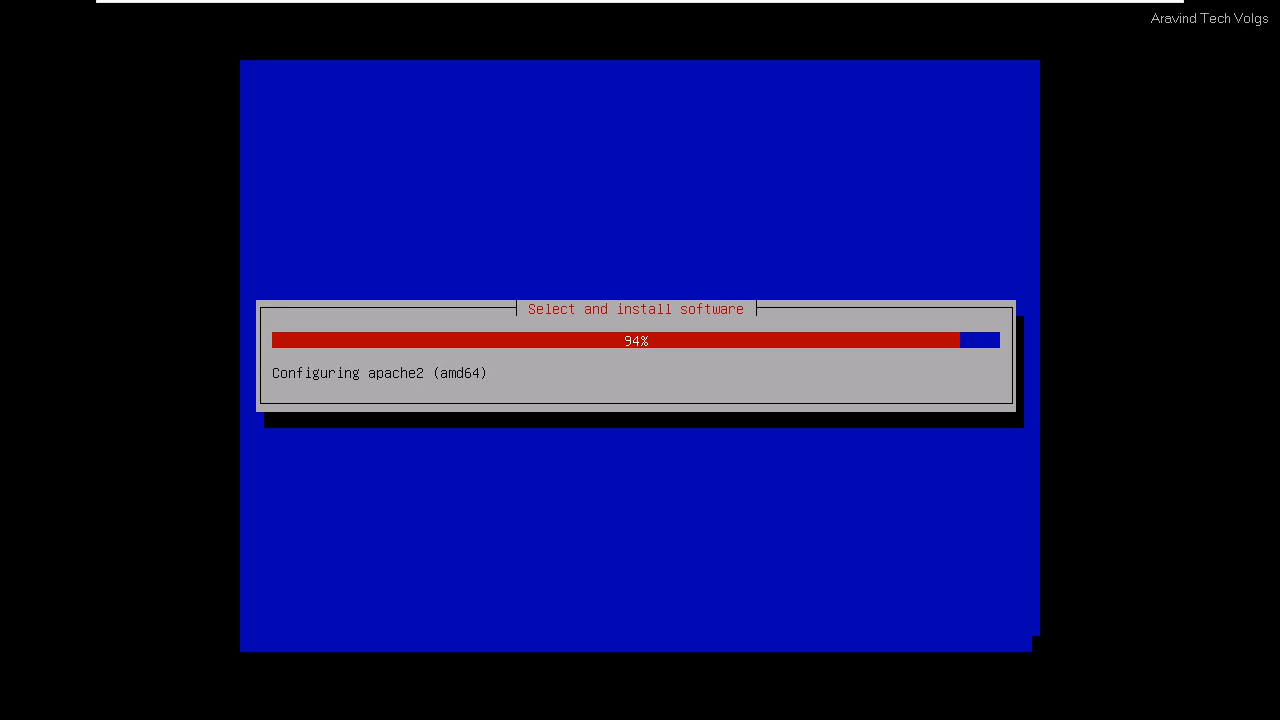 Aravind Tech Volgs
Select and install software
94%
Configuring apache2 (amd64)